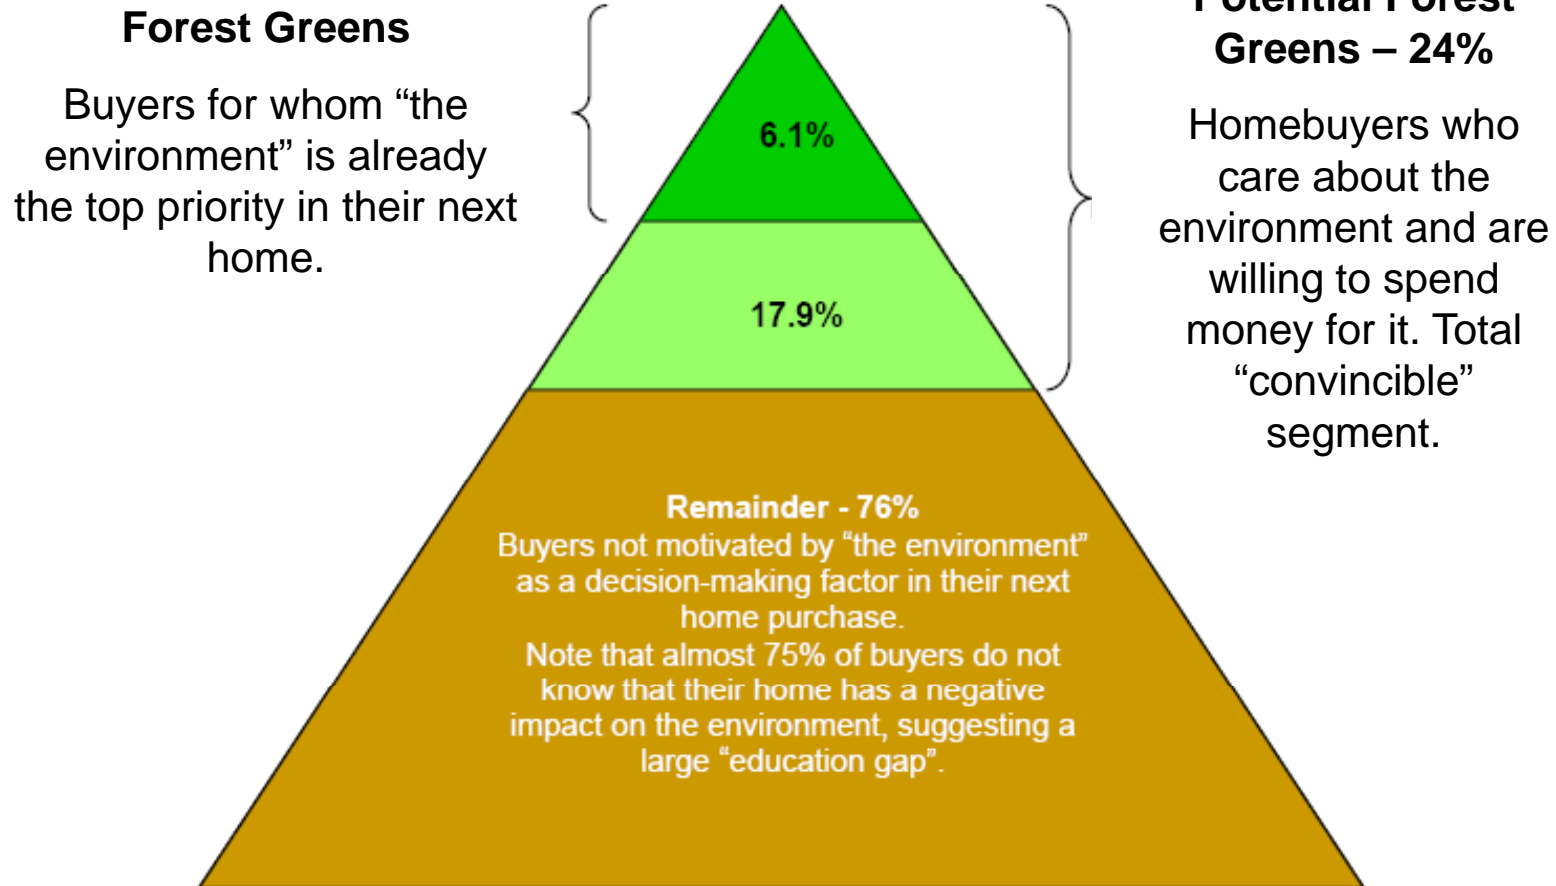 Forest Greens
Buyers for whom “the
environment” is already
the top priority in their next
home.
6.1%
17.9%
Potential Forest
Greens – 24%
Homebuyers who
care about the
environment and are
willing to spend
money for it. Total
“convincible”
segment.
Remainder - 76%
Buyers not motivated by “the environment”
as a decision-making factor in their next
home purchase.
Note that almost 75% of buyers do not
know that their home has a negative
impact on the environment, suggesting a
large “education gap”.